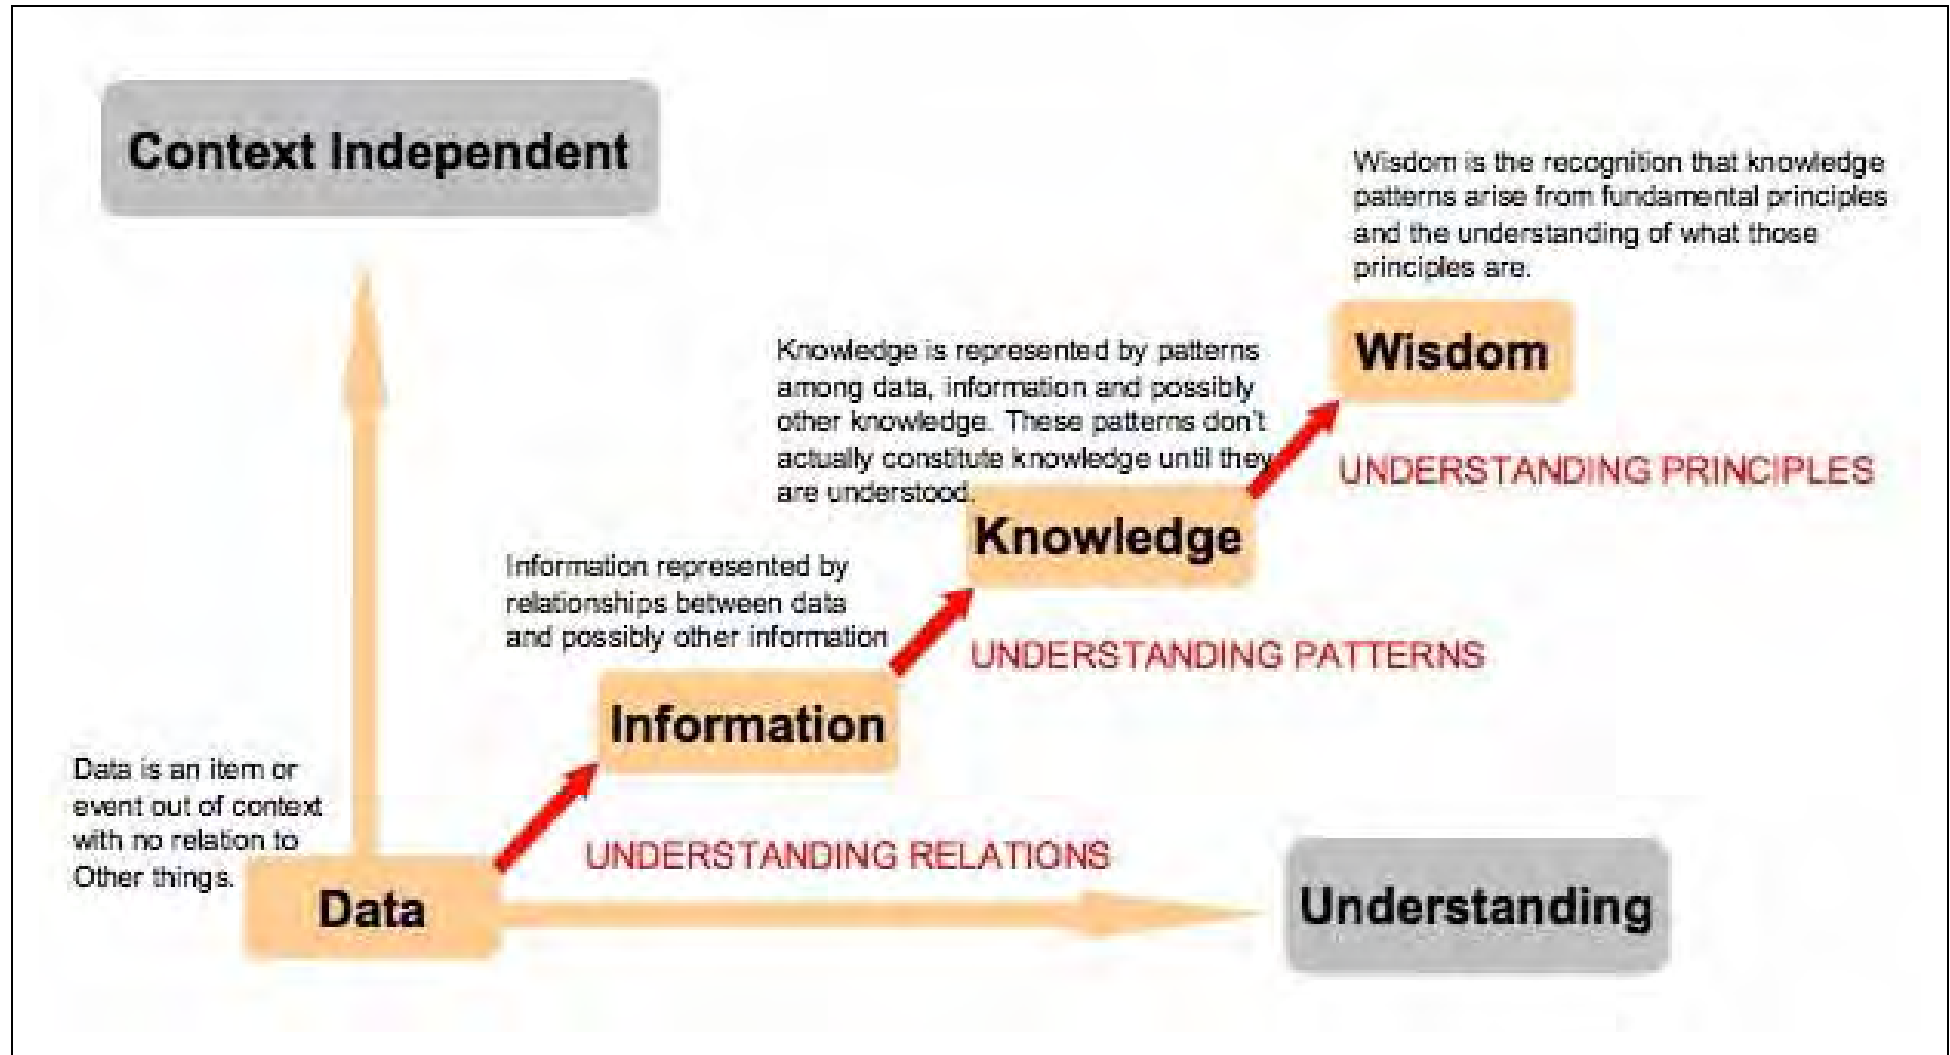 Context Independent
Wisdom is the recognition that knowledge
patterns arise from fundamental principles
and the understanding of what those
principles are.
Wisdom
Knowledge is represented by patterns
among data, information and possibly
other knowledge. These patterns don't
actually constitute knowledge until they
are understood.
UNDERSTANDING PRINCIPLES
Knowledge
Information represented by
relationships between data
and possibly other information
UNDERSTANDING PATTERNS
Information
Data is an item or
event out of context
with no relation to
Other things.
UNDERSTANDING RELATIONS
Data
Understanding